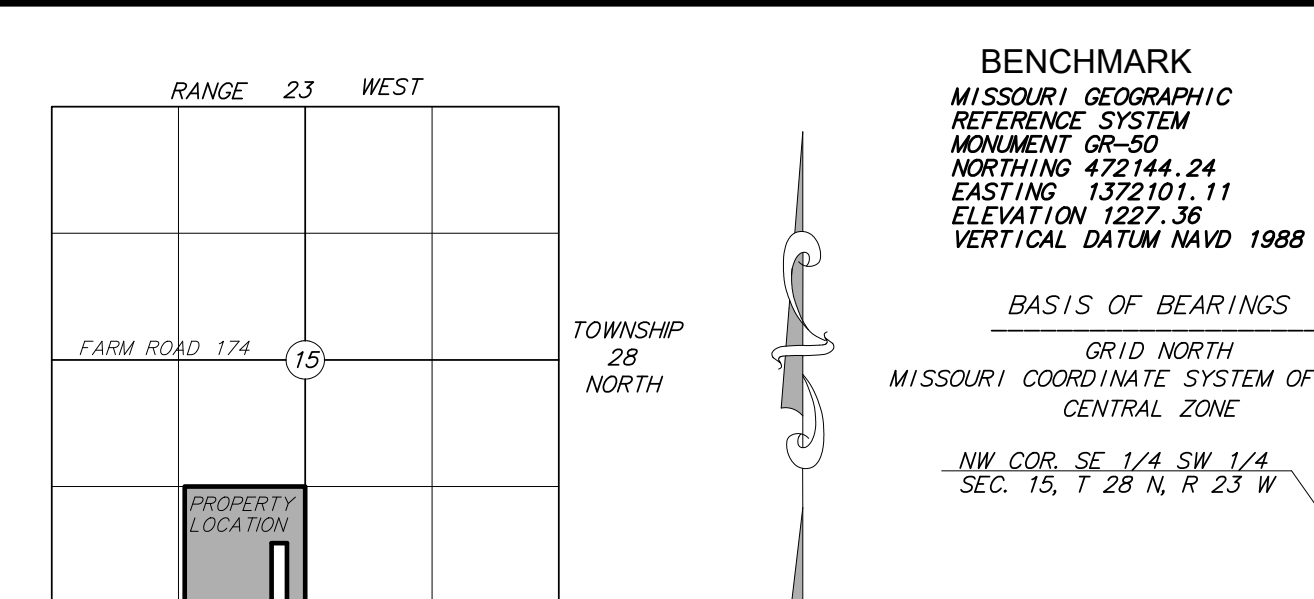 RANGE 23 WEST
FARM ROAD 174
15
TOWNSHIP
28
NORTH
PROPERTY
LOCATION
BENCHMARK
MISSOURI GEOGRAPHIC
REFERENCE SYSTEM
MONUMENT GR-50
NORTHING 472144.24
EASTING 1372101.11
ELEVATION 1227.36
VERTICAL DATUM NAVD 1988
BASIS OF BEARINGS
GRID NORTH
MISSOURI COORDINATE SYSTEM OF
CENTRAL ZONE
NW COR. SE 1/4 SW 1/4
SEC. 15, T 28 N, R 23 W